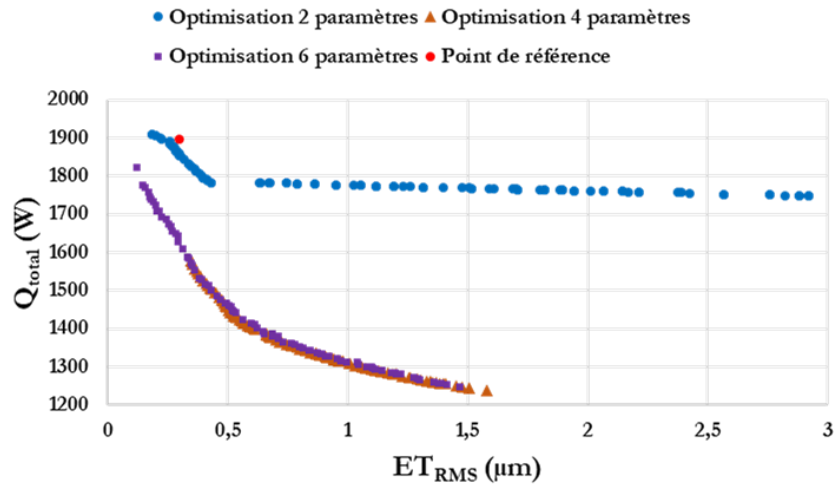 Optimisation 2 paramètres
Optimisation 4 paramètres
Optimisation 6 paramètres
Point de référence
2000
1900
1800
1700
1600
1500
1400
1300
1200
Qtotal (W)
0
0,5
1
1,5
2
2,5
3
ETRMS (µm)